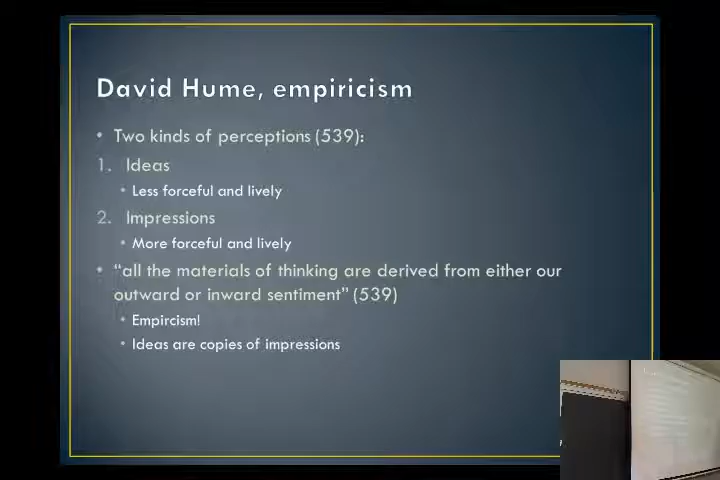 David Hume, empiricism
• Two kinds of perceptions (539):
1. Ideas
• Less forceful and lively
2. Impressions
• More forceful and lively
• “all the materials of thinking are derived from either our
outward or inward sentiment” (539)
• Empircism!
• Ideas are copies of impressions